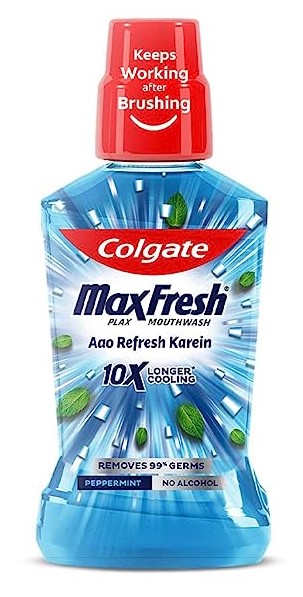 Keeps
Working
after
Brushing
Colgate
MaxFresh®
PLAX MOUTHWASH
Aao Refresh Karein
10X LONGER*
COOLING
REMOVES 99% GERMS
PEPPERMINT NO ALCOHOL